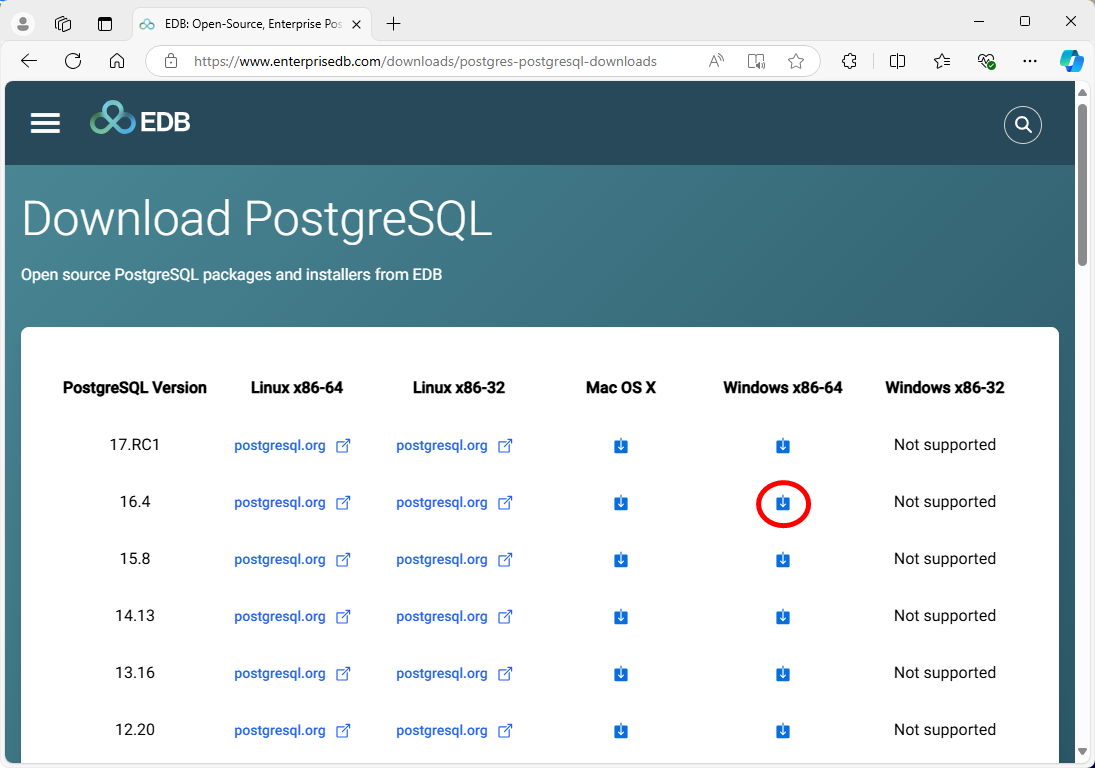 EDB: Open-Source, Enterprise Pos
https://www.enterprisedb.com/downloads/postgres-postgresql-downloads
EDB
Download PostgreSQL
Open source PostgreSQL packages and installers from EDB
PostgreSQL Version Linux x86-64 Linux x86-32 Mac OS X Windows x86-64 Windows x86-32
17.RC1 postgresql.org postgresql.org Not supported
16.4 postgresql.org postgresql.org Not supported
15.8 postgresql.org postgresql.org Not supported
14.13 postgresql.org postgresql.org Not supported
13.16 postgresql.org postgresql.org Not supported
12.20 postgresql.org postgresql.org Not supported